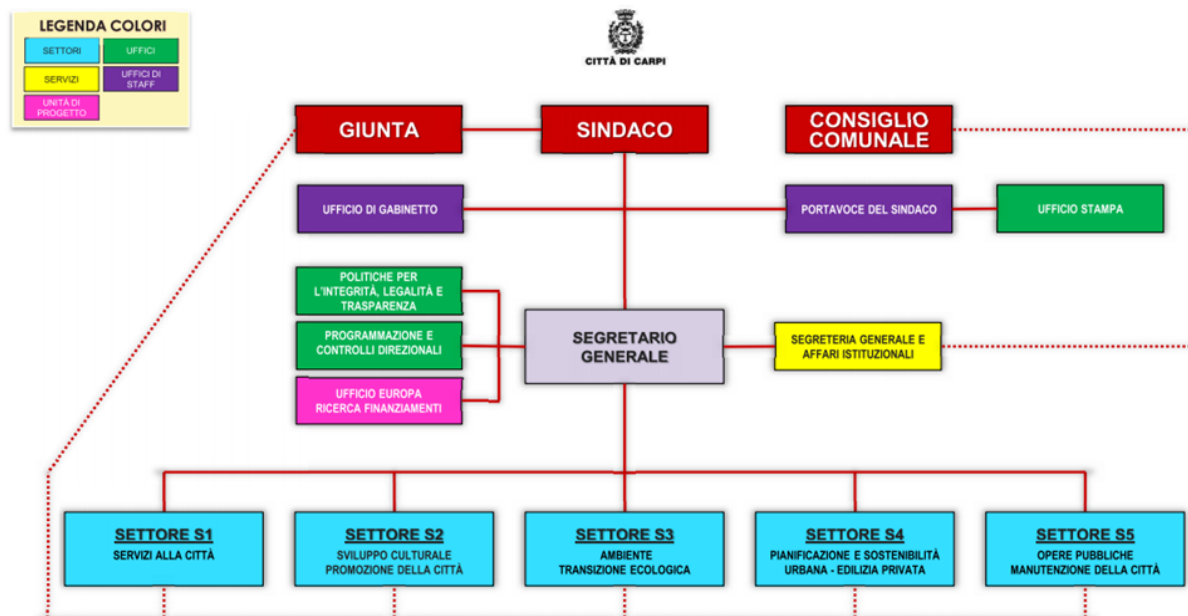 LEGENDA COLORI
SETTORI
UFFICI
SERVIZI
UFFICI DI
STAFF
UNITÀ DI
PROGETTO
CITTÀ DI CARPI
GIUNTA
SINDACO
CONSIGLIO
COMUNALE
UFFICIO DI GABINETTO
PORTAVOCE DEL SINDACO
UFFICIO STAMPA
POLITICHE PER
L'INTEGRITÀ, LEGALITÀ E
TRASPARENZA
PROGRAMMAZIONE E
CONTROLLI DIREZIONALI
UFFICIO EUROPA
RICERCA FINANZIAMENTI
SEGRETARIO
GENERALE
SEGRETERIA GENERALE E
AFFARI ISTITUZIONALI
SETTORE S1
SERVIZI ALLA CITTÀ
SETTORE S2
SVILUPPO CULTURALE
PROMOZIONE DELLA CITTÀ
SETTORE S3
AMBIENTE
TRANSIZIONE ECOLOGICA
SETTORE S4
PIANIFICAZIONE E SOSTENIBILITÀ
URBANA - EDILIZIA PRIVATA
SETTORE S5
OPERE PUBBLICHE
MANUTENZIONE DELLA CITTÀ